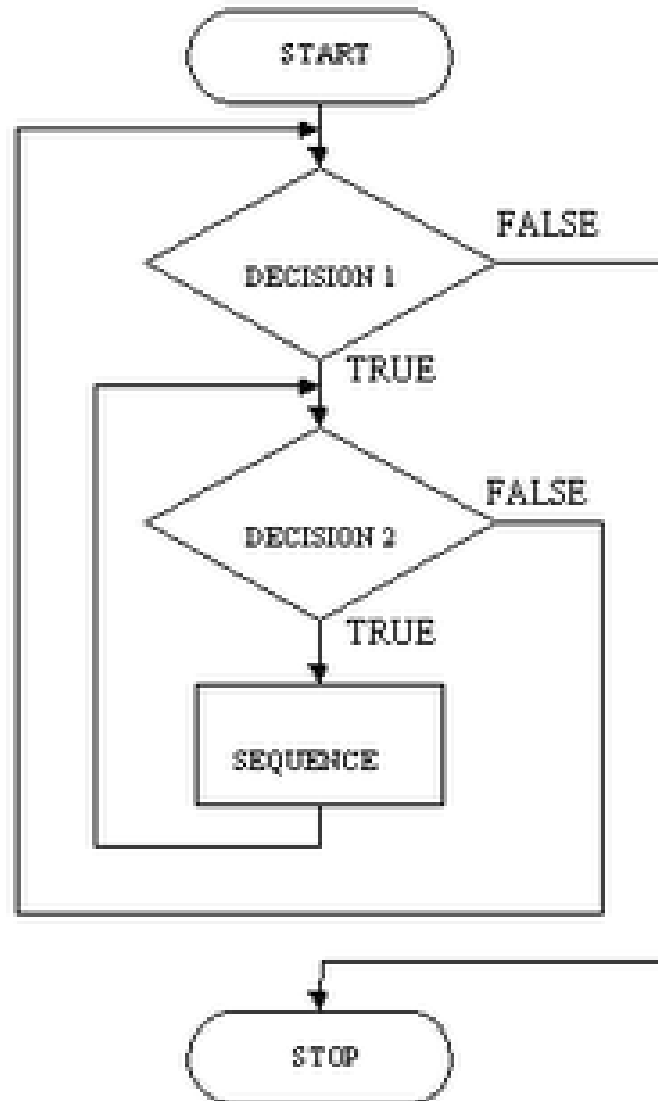 START
FALSE
DECISION 1
TRUE
FALSE
DECISION 2
TRUE
SEQUENCE
STOP